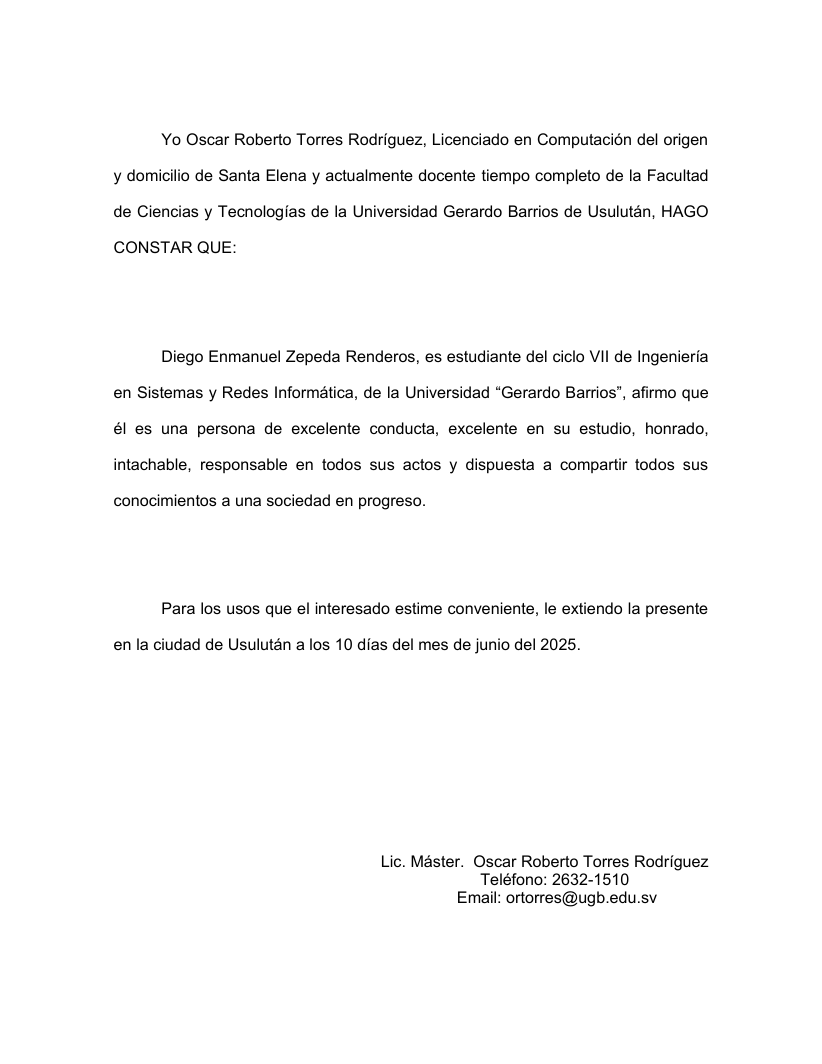 Yo Oscar Roberto Torres Rodríguez, Licenciado en Computación del origen
y domicilio de Santa Elena y actualmente docente tiempo completo de la Facultad
de Ciencias y Tecnologías de la Universidad Gerardo Barrios de Usulután, HAGO
CONSTAR QUE:
Diego Enmanuel Zepeda Renderos, es estudiante del ciclo VII de Ingeniería
en Sistemas y Redes Informática, de la Universidad “Gerardo Barrios”, afirmo que
él es una persona de excelente conducta, excelente en su estudio, honrado,
intachable, responsable en todos sus actos y dispuesta a compartir todos sus
conocimientos a una sociedad en progreso.
Para los usos que el interesado estime conveniente, le extiendo la presente
en la ciudad de Usulután a los 10 días del mes de junio del 2025.
Lic. Máster.  Oscar Roberto Torres Rodríguez
Teléfono: 2632-1510
Email: ortorres@ugb.edu.sv